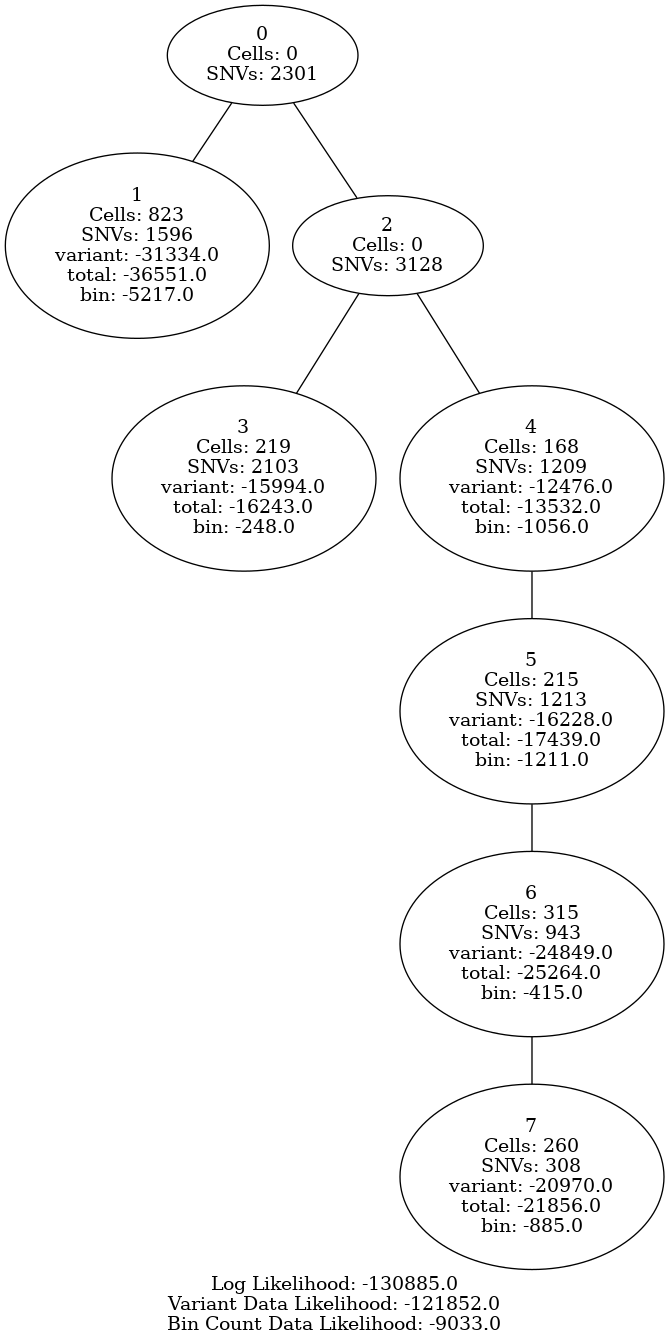 0
Cells: 0
SNVs: 2301
1
Cells: 823
SNVs: 1596
variant: -31334.0
total: -36551.0
bin: -5217.0
2
Cells: 0
SNVs: 3128
3
Cells: 219
SNVs: 2103
variant: -15994.0
total: -16243.0
bin: -248.0
4
Cells: 168
SNVs: 1209
variant: -12476.0
total: -13532.0
bin: -1056.0
5
Cells: 215
SNVs: 1213
variant: -16228.0
total: -17439.0
bin: -1211.0
6
Cells: 315
SNVs: 943
variant: -24849.0
total: -25264.0
bin: -415.0
7
Cells: 260
SNVs: 308
variant: -20970.0
total: -21856.0
bin: -885.0
Log Likelihood: -130885.0
Variant Data Likelihood: -121852.0
Bin Count Data Likelihood: -9033.0